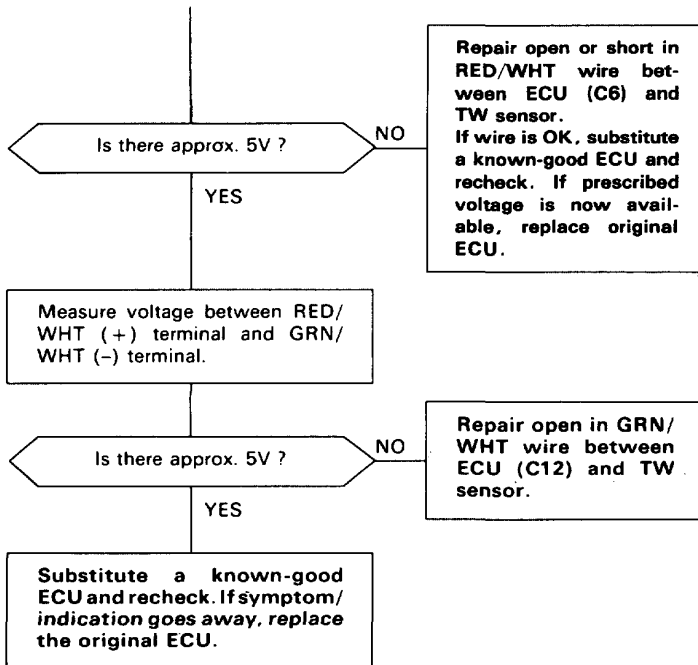 Is there approx. 5V ?
NO
Repair open or short in
RED/WHT wire bet-
ween ECU (C6) and
TW sensor.
If wire is OK, substitute
a known-good ECU and
recheck. If prescribed
voltage is now avail-
able, replace original
ECU.
YES
Measure voltage between RED/
WHT (+) terminal and GRN/
WHT (–) terminal.
Is there approx. 5V ?
NO
Repair open in GRN/
WHT wire between
ECU (C12) and TW
sensor.
YES
Substitute a known-good
ECU and recheck. If symptom/
indication goes away, replace
the original ECU.